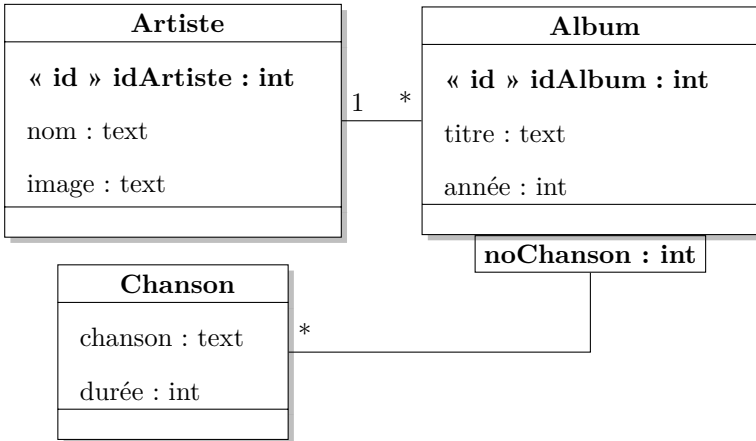 Artiste
« id » idArtiste : int
nom : text
image : text
1 *
Album
« id » idAlbum : int
titre : text
année : int
noChanson : int
Chanson
chanson : text
durée : int
*